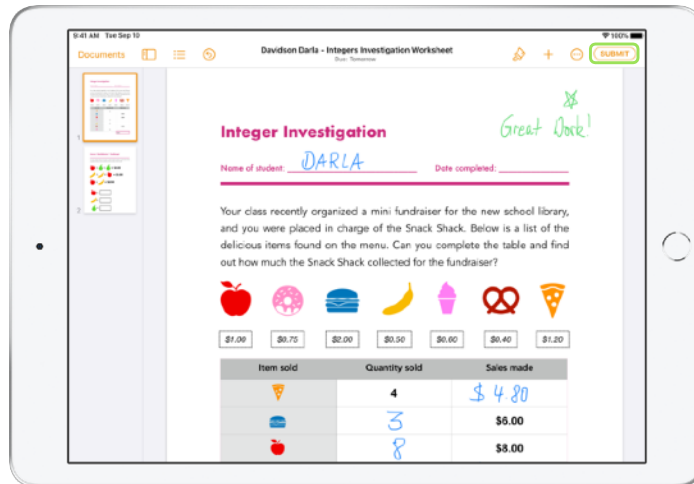 9:41 AM Tue Sep 10
100%
Documents
Davidson Darla - Integers Investigation Worksheet
Due: Tomorrow
SUBMIT
1
2
Great Work!
Integer Investigation
Name of student: DARLA Date completed:
Your class recently organized a mini fundraiser for the new school library,
and you were placed in charge of the Snack Shack. Below is a list of the
delicious items found on the menu. Can you complete the table and find
out how much the Snack Shack collected for the fundraiser?
$1.00 $0.75 $2.00 $0.50 $0.60 $0.40 $1.20
Item sold Quantity sold Sales made
4 $4.80
3 $6.00
8 $8.00